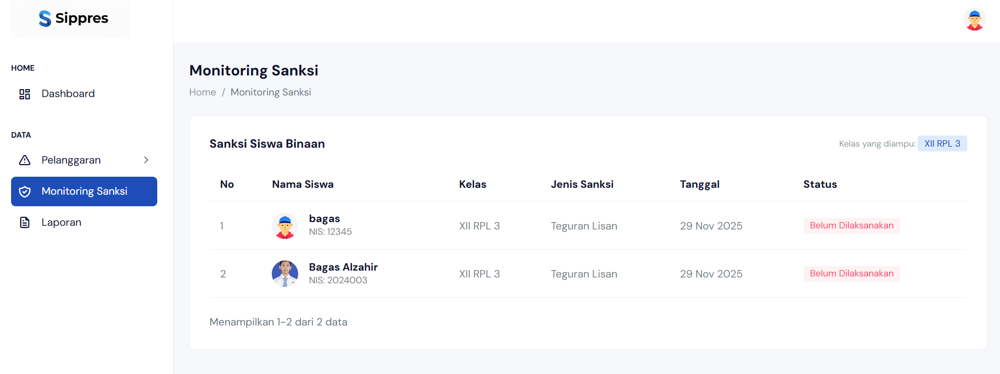 Sippres
HOME
Dashboard
DATA
Pelanggaran
Monitoring Sanksi
Laporan
Monitoring Sanksi
Home / Monitoring Sanksi
Sanksi Siswa Binaan
Kelas yang diampu: XII RPL 3
No Nama Siswa Kelas Jenis Sanksi Tanggal Status
1 bagas XII RPL 3 Teguran Lisan 29 Nov 2025 Belum Dilaksanakan
NIS: 12345
2 Bagas Alzahir XII RPL 3 Teguran Lisan 29 Nov 2025 Belum Dilaksanakan
NIS: 2024003
Menampilkan 1-2 dari 2 data